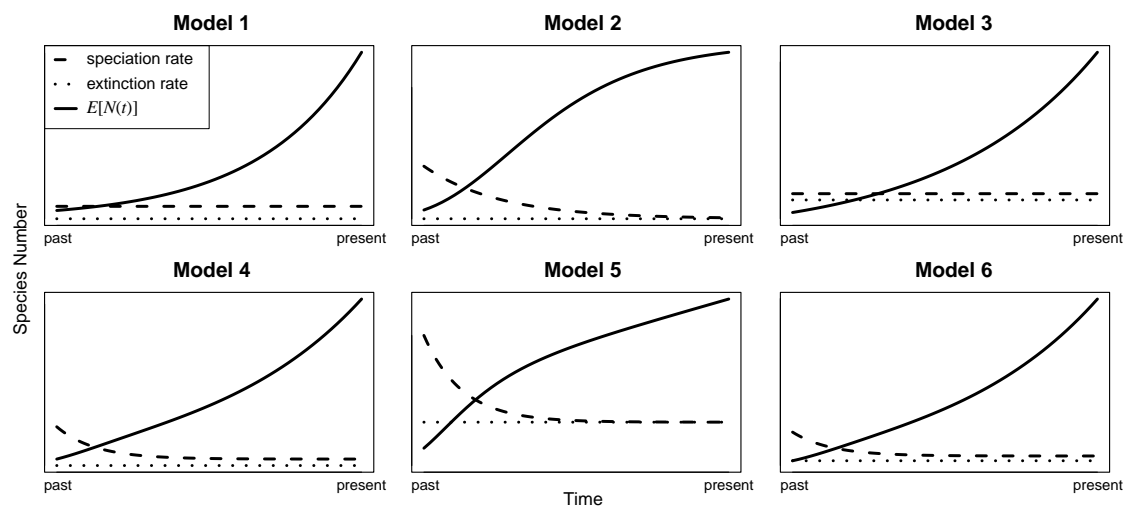 Model 1
speciation rate
extinction rate
E[N(t)]
past
present
Model 2
past
present
Model 3
past
present
Species Number
Model 4
past
present
Model 5
past
present
Model 6
past
present
Time